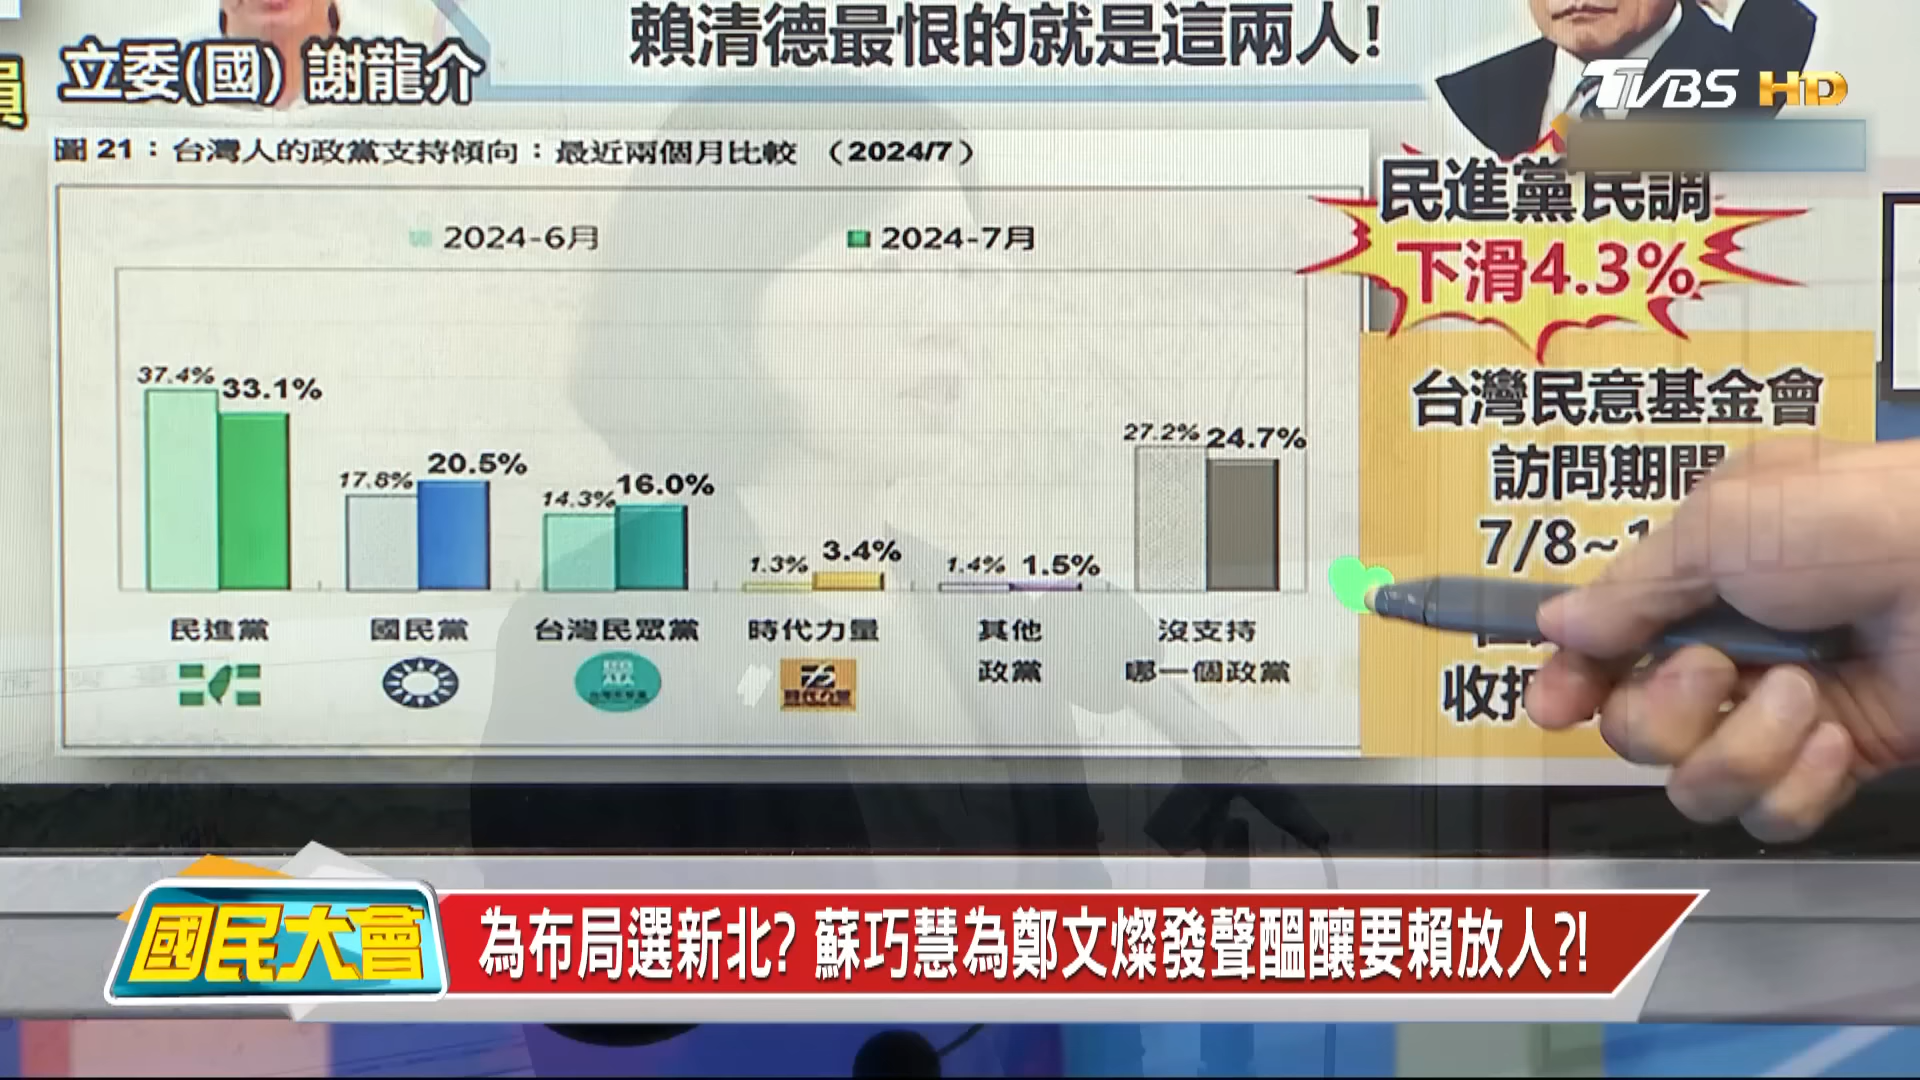 賴清德最恨的就是這兩人!
立委(國) 謝龍介
TVBS HD
圖 21：台灣人的政黨支持傾向：最近兩個月比較 （2024/7）
2024-6月
2024-7月
民進黨民調
下滑4.3%
37.4%
33.1%
17.8%
20.5%
14.3%
16.0%
1.3%
3.4%
1.4%
1.5%
27.2%
24.7%
民進黨
國民黨
台灣民眾黨
時代力量
其他
政黨
沒支持
哪一個政黨
時代力量
台灣民意基金會
訪問期間
7/8~1
國民大會
為布局選新北? 蘇巧慧為鄭文燦發聲醞釀要賴放人?!